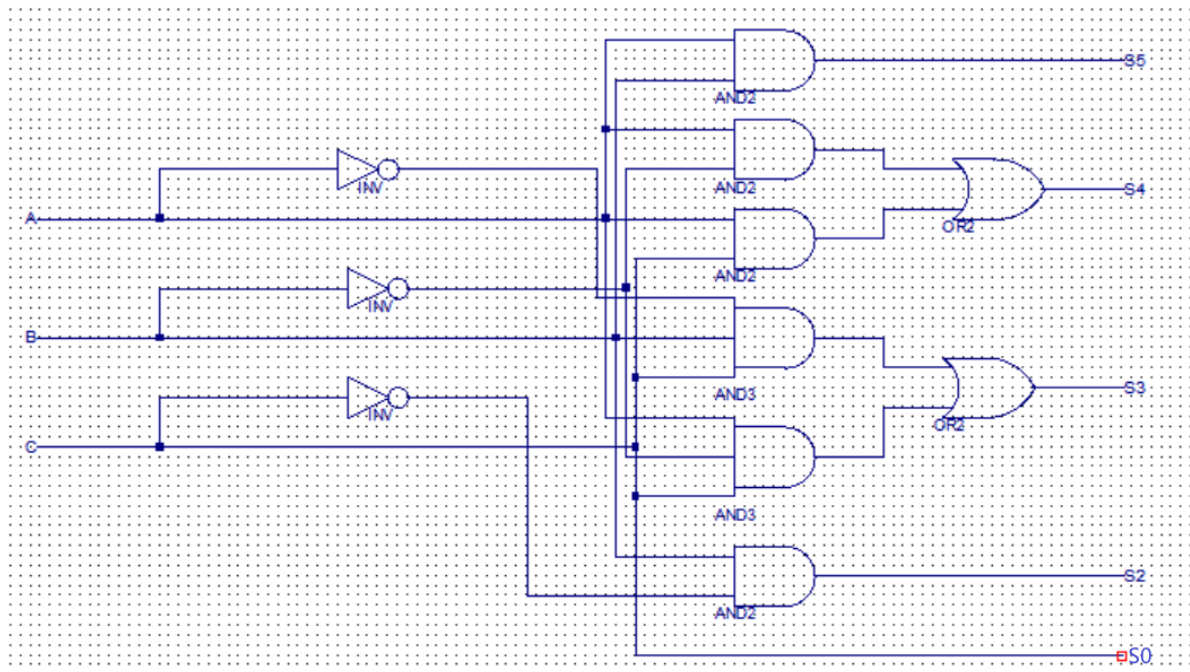 S5
AND2
INV
AND2
S4
A
OR2
AND2
INV
B
S3
AND3
INV
OR2
C
AND3
S2
AND2
S0